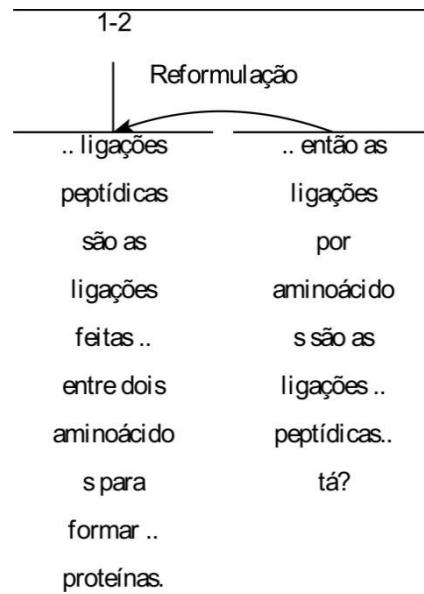 1-2
Reformulação
.. ligações
peptídicas
são as
ligações
feitas ..
entre dois
aminoácido
s para
formar ..
proteínas.
.. então as
ligações
por
aminoácido
s são as
ligações ..
peptídicas..
tá?